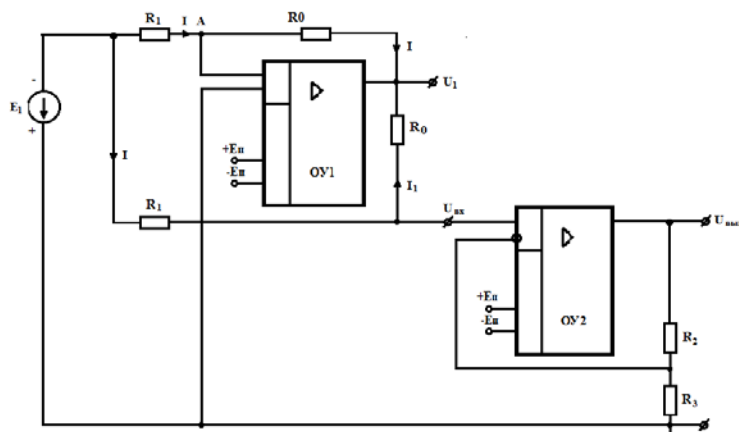 R₁ I A R0
- I
U₁
E₁
+
R₀
+Eп
-Eп
ОУ1
I
I₁
R₁
Uвх
Uвых
+Eп
-Eп
ОУ2
R₂
R₃